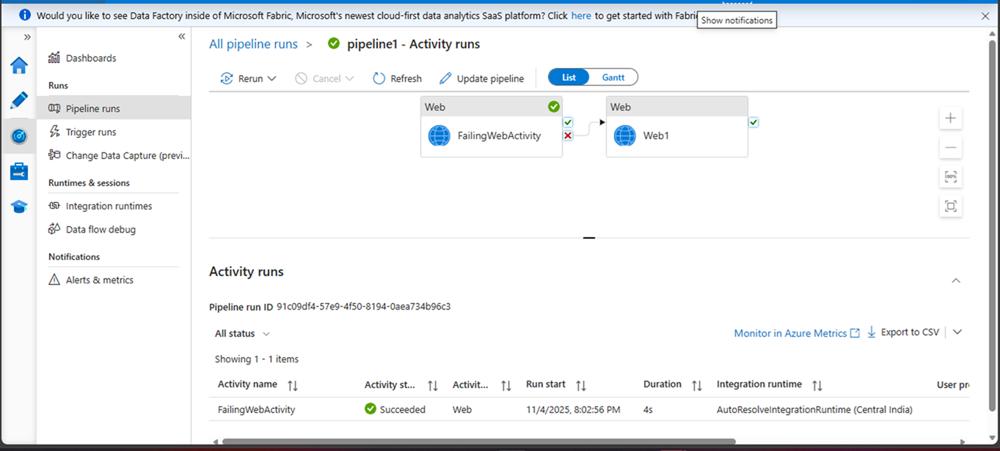 Would you like to see Data Factory inside of Microsoft Fabric, Microsoft's newest cloud-first data analytics SaaS platform? Click here to get started with Fabri
Show notifications
Dashboards
Runs
Pipeline runs
Trigger runs
Change Data Capture (previ...
Runtimes & sessions
Integration runtimes
Data flow debug
Notifications
Alerts & metrics
All pipeline runs > pipeline1 - Activity runs
Rerun Cancel Refresh Update pipeline List Gantt
Web
FailingWebActivity
Web
Web1
Activity runs
Pipeline run ID 91c09df4-57e9-4f50-8194-0aea734b96c3
All status Monitor in Azure Metrics Export to CSV
Showing 1 - 1 items
Activity name Activity st... Activit... Run start Duration Integration runtime User pr
FailingWebActivity Succeeded Web 11/4/2025, 8:02:56 PM 4s AutoResolveIntegrationRuntime (Central India)